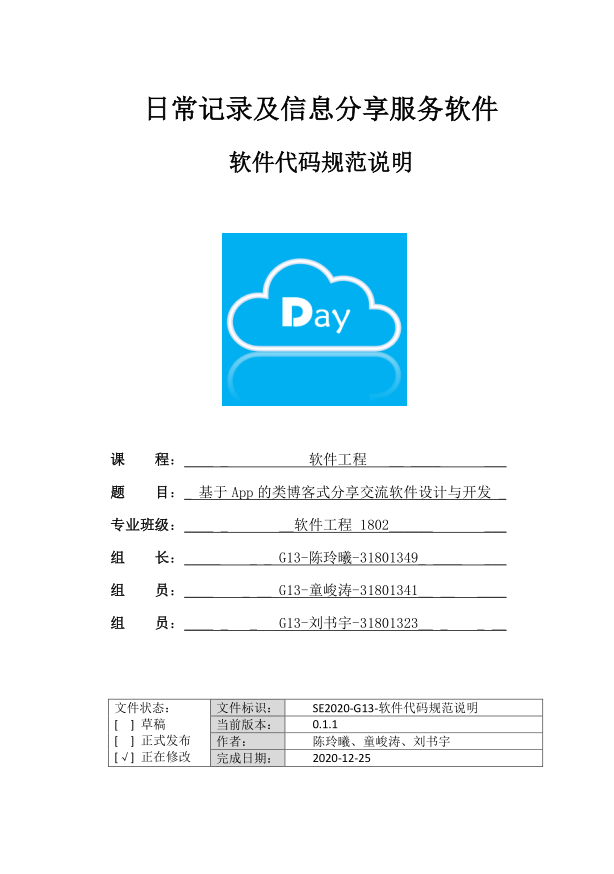 日常记录及信息分享服务软件
软件代码规范说明
Day
课 程： 软件工程
题 目： 基于 App 的类博客式分享交流软件设计与开发
专业班级： 软件工程 1802
组 长： G13-陈玲曦-31801349
组 员： G13-童峻涛-31801341
组 员： G13-刘书宇-31801323
文件状态： 文件标识： SE2020-G13-软件代码规范说明
[ ] 草稿 当前版本： 0.1.1
[ ] 正式发布 作者： 陈玲曦、童峻涛、刘书宇
[√] 正在修改 完成日期： 2020-12-25